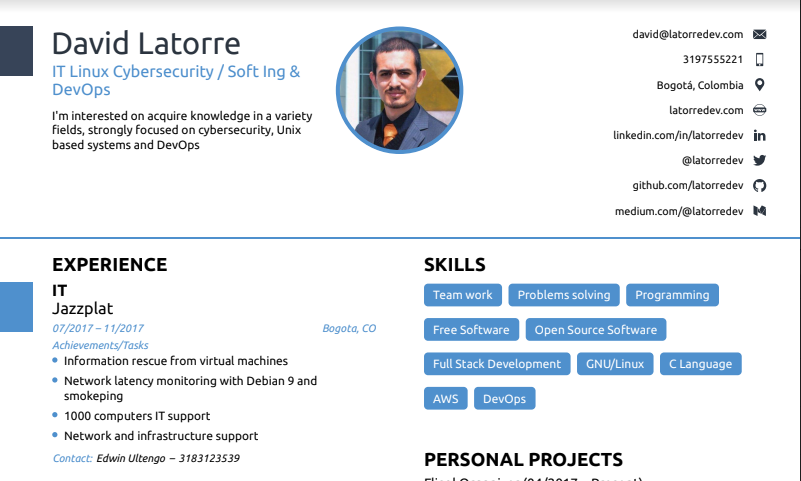 David Latorre
IT Linux Cybersecurity / Soft Ing &
DevOps
I'm interested on acquire knowledge in a variety
fields, strongly focused on cybersecurity, Unix
based systems and DevOps
david@latorredev.com
3197555221
Bogotá, Colombia
latorredev.com
linkedin.com/in/latorredev
@latorredev
github.com/latorredev
medium.com/@latorredev
EXPERIENCE
IT
Jazzplat
07/2017 – 11/2017 Bogota, CO
Achievements/Tasks
Information rescue from virtual machines
Network latency monitoring with Debian 9 and
smokeping
1000 computers IT support
Network and infrastructure support
Contact: Edwin Ultengo – 3183123539
SKILLS
Team work Problems solving Programming
Free Software Open Source Software
Full Stack Development GNU/Linux C Language
AWS DevOps
PERSONAL PROJECTS